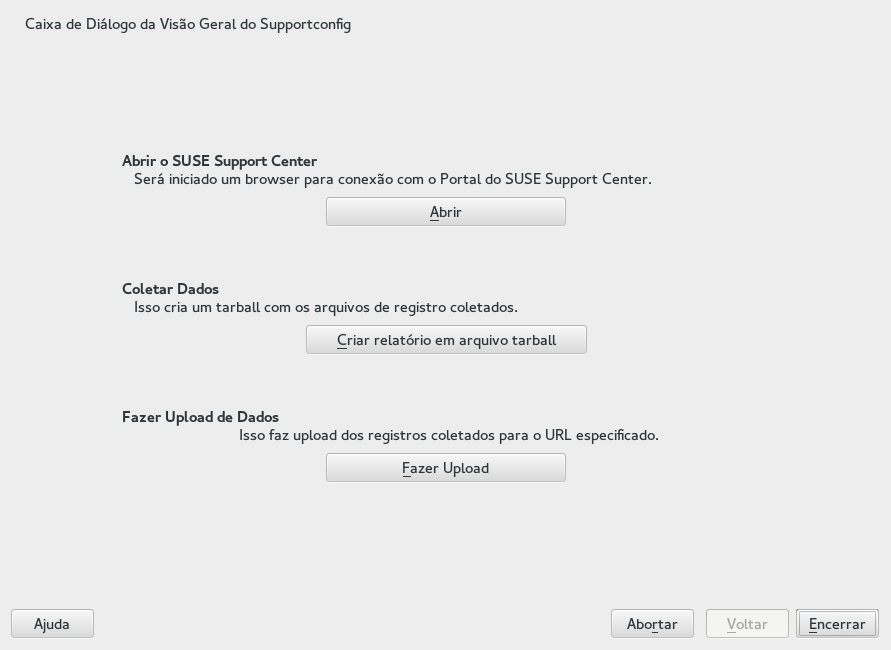 Caixa de Diálogo da Visão Geral do Supportconfig
Abrir o SUSE Support Center
Será iniciado um browser para conexão com o Portal do SUSE Support Center.
Abrir
Coletar Dados
Isso cria um tarball com os arquivos de registro coletados.
Criar relatório em arquivo tarball
Fazer Upload de Dados
Isso faz upload dos registros coletados para o URL especificado.
Fazer Upload
Ajuda Abortar Voltar Encerrar